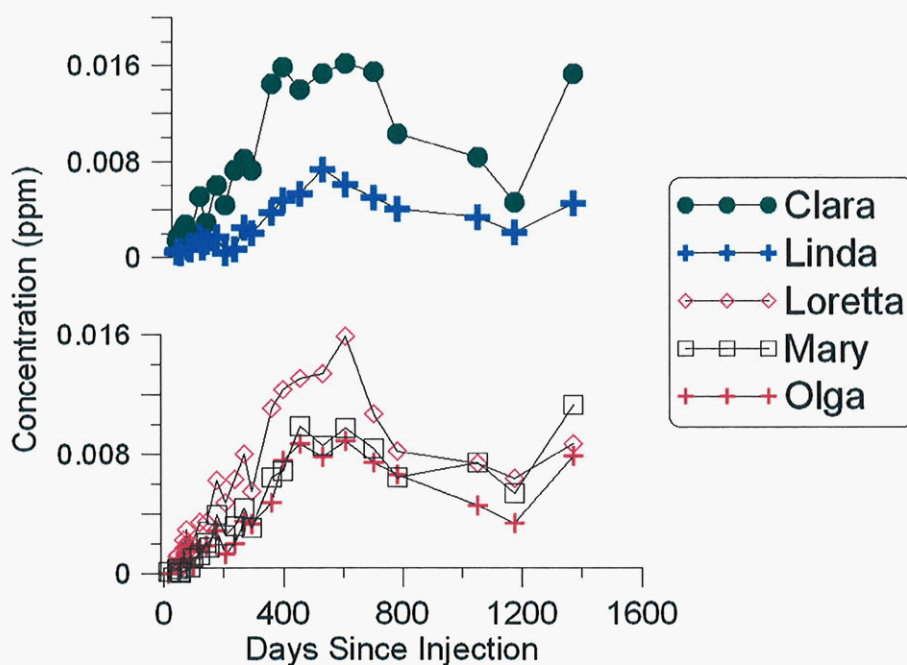 0.016
0.008
0
Concentration (ppm)
0.016
0.008
0
0 400 800 1200 1600
Days Since Injection
Clara
Linda
Loretta
Mary
Olga